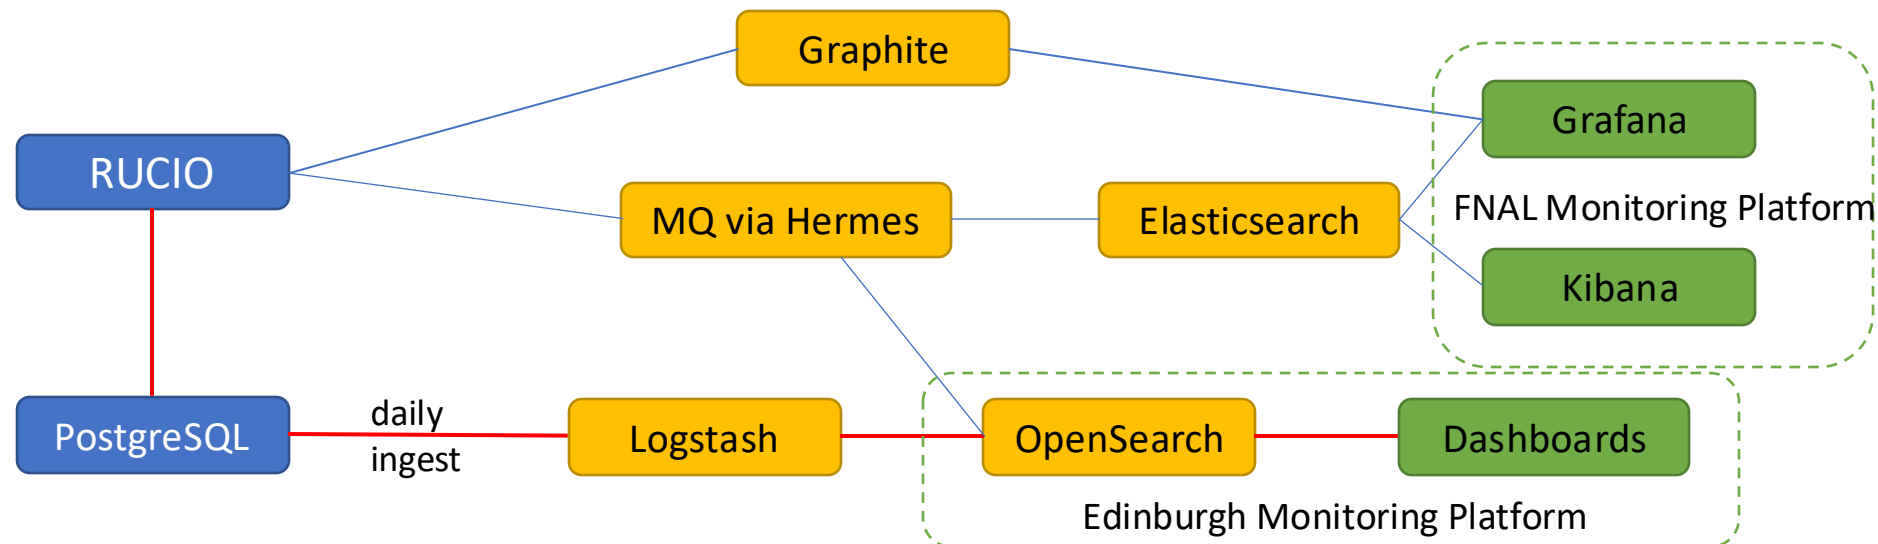 Graphite
Grafana
RUCIO
MQ via Hermes
Elasticsearch
FNAL Monitoring Platform
Kibana
PostgreSQL
daily
ingest
Logstash
OpenSearch
Dashboards
Edinburgh Monitoring Platform